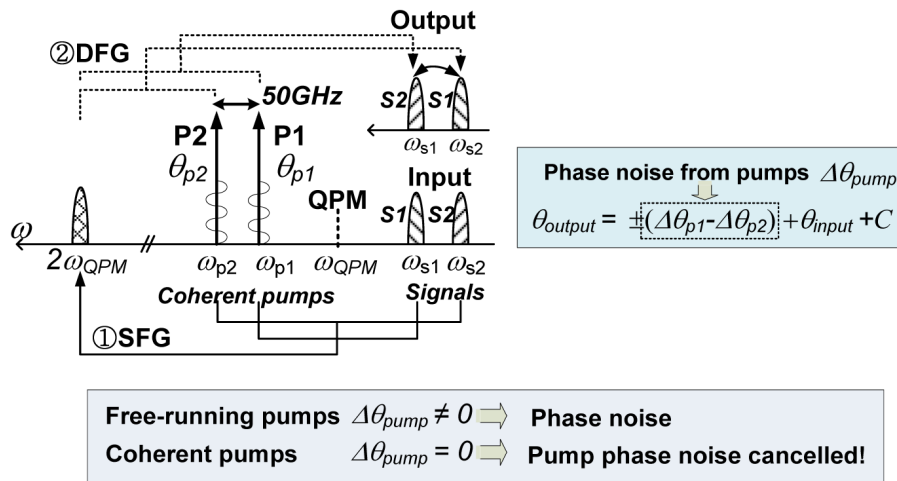 Output
②DFG
50GHz
S2 S1
P2 P1
θp2 θp1
ωs1 ωs2
QPM
Input
S1 S2
ω
2ωQPM
ωp2 ωp1 ωQPM ωs1 ωs2
Coherent pumps Signals
①SFG
Phase noise from pumps Δθpump
θoutput = ±(Δθp1-Δθp2) +θinput +C
Free-running pumps Δθpump ≠ 0 Phase noise
Coherent pumps Δθpump = 0 Pump phase noise cancelled!